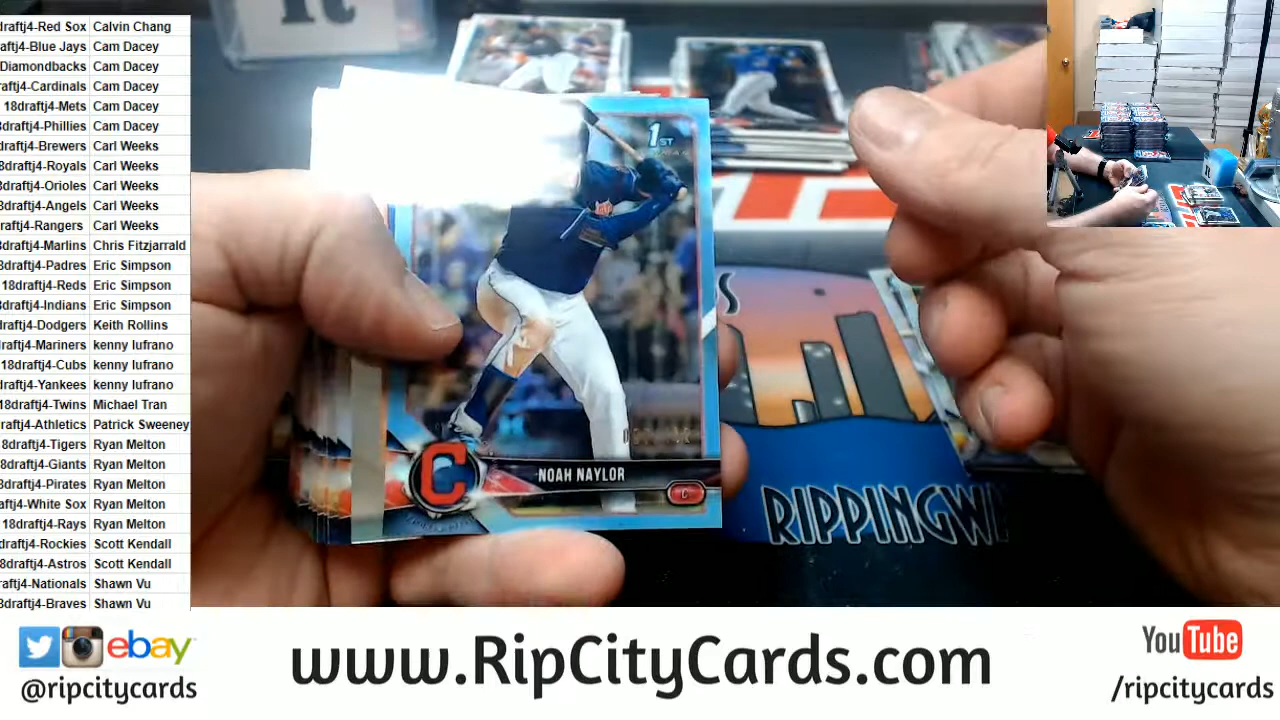 draftj4-Red Sox Calvin Chang
aftj4-Blue Jays Cam Dacey
Diamondbacks Cam Dacey
raftj4-Cardinals Cam Dacey
18draftj4-Mets Cam Dacey
8draftj4-Phillies Cam Dacey
draftj4-Brewers Carl Weeks
8draftj4-Royals Carl Weeks
8draftj4-Orioles Carl Weeks
8draftj4-Angels Carl Weeks
raftj4-Rangers Carl Weeks
8draftj4-Marlins Chris Fitzjarrald
8draftj4-Padres Eric Simpson
18draftj4-Reds Eric Simpson
8draftj4-Indians Eric Simpson
draftj4-Dodgers Keith Rollins
raftj4-Mariners kenny Iufrano
18draftj4-Cubs kenny Iufrano
draftj4-Yankees kenny Iufrano
18draftj4-Twins Michael Tran
raftj4-Athletics Patrick Sweeney
8draftj4-Tigers Ryan Melton
8draftj4-Giants Ryan Melton
8draftj4-Pirates Ryan Melton
aftj4-White Sox Ryan Melton
18draftj4-Rays Ryan Melton
draftj4-Rockies Scott Kendall
8draftj4-Astros Scott Kendall
raftj4-Nationals Shawn Vu
8draftj4-Braves Shawn Vu
1ST
C
NOAH NAYLOR
C
S
RIPPINGW
ebay
@ripcitycards
www.RipCityCards.com
YouTube
/ripcitycards